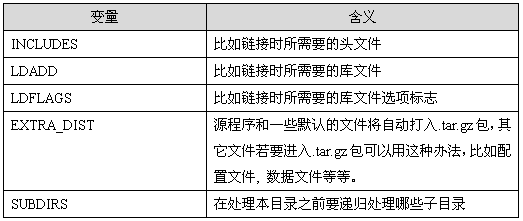 变量 含义
INCLUDES 比如链接时所需要的头文件
LDADD 比如链接时所需要的库文件
LDFLAGS 比如链接时所需要的库文件选项标志
EXTRA_DIST 源程序和一些默认的文件将自动打入.tar.gz包,其
它文件若要进入.tar.gz包可以用这种办法,比如配
置文件, 数据文件等等。
SUBDIRS 在处理本目录之前要递归处理哪些子目录